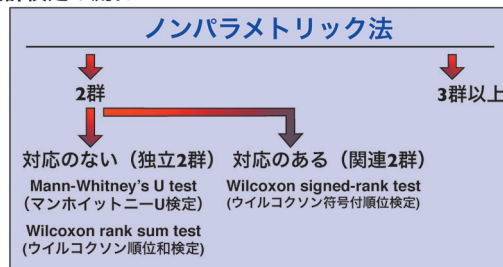 ノンパラメトリック法
2群
3群以上
対応のない（独立2群）
対応のある（関連2群）
Mann-Whitney's U test
（マンホイットニーU検定）
Wilcoxon signed-rank test
(ウイルコクソン符号付順位検定)
Wilcoxon rank sum test
(ウイルコクソン順位和検定)